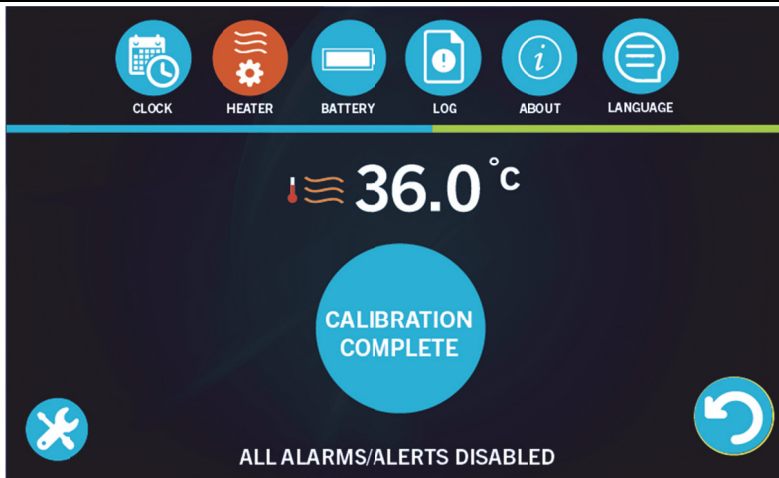 CLOCK HEATER BATTERY LOG ABOUT LANGUAGE
36.0°C
CALIBRATION
COMPLETE
ALL ALARMS/ALERTS DISABLED